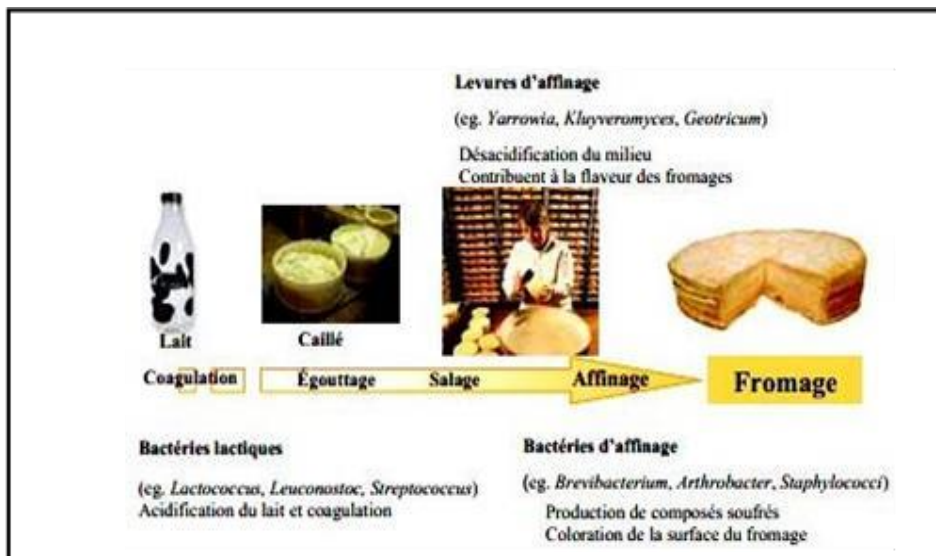 Levures d'affinage
(eg. Yarrowia, Kluyveromyces, Geotricum)
Désacidification du milieu
Contribuent à la flaveur des fromages
Lait
Caillé
Coagulation
Égouttage
Salage
Affinage
Fromage
Bactéries lactiques
(eg. Lactococcus, Leuconostoc, Streptococcus)
Acidification du lait et coagulation
Bactéries d'affinage
(eg. Brevibacterium, Arthrobacter, Staphylococci)
Production de composés soufrés
Coloration de la surface du fromage